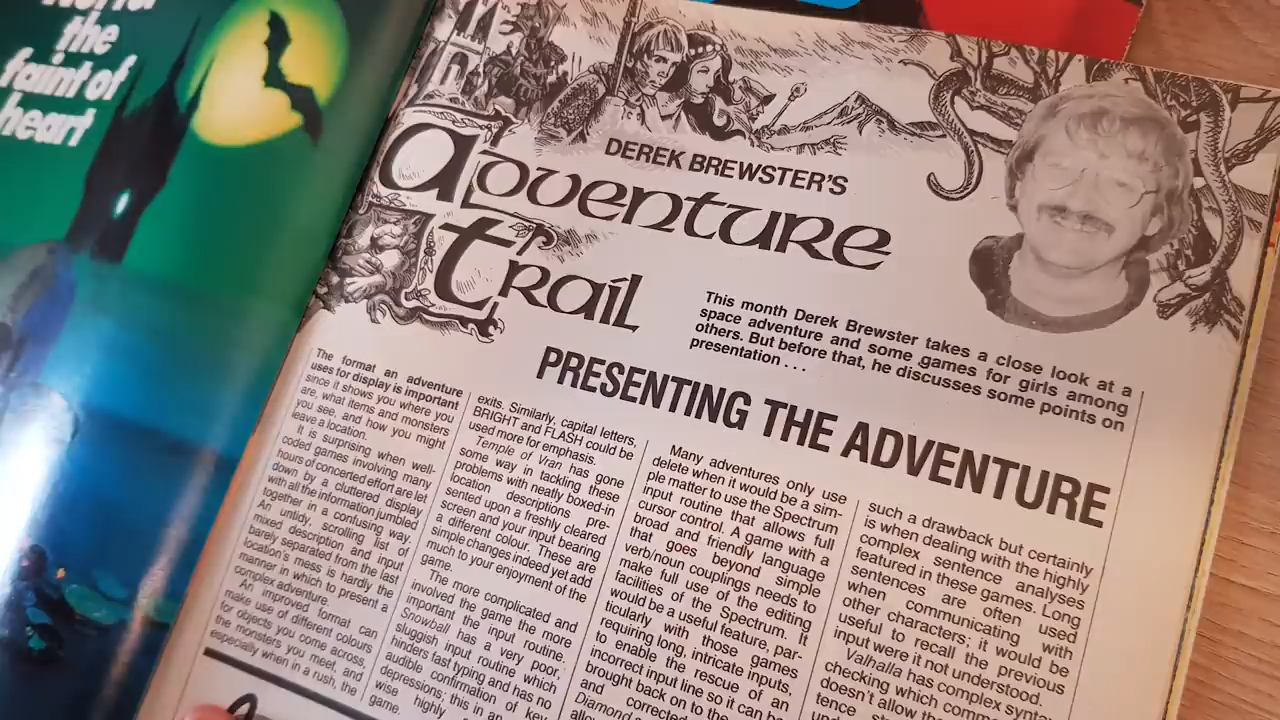 Not for
the
faint of
heart
DEREK BREWSTER'S
Adventure
Trail
This month Derek Brewster takes a close look at a
space adventure and some games for girls among
others. But before that, he discusses some points on
presentation . . .
PRESENTING THE ADVENTURE
The format an adventure
uses for display is important
since it shows you where you
are, what items and monsters
you see, and how you might
leave a location.
It is surprising when well-
coded games involving many
hours of concerted effort are let
down by a cluttered display
with all the information jumbled
together in a confusing way.
An untidy, scrolling list of
mixed description and input
barely separated from the last
location's mess is hardly the
manner in which to present a
complex adventure.
An improved format can
make use of different colours
for objects you come across,
the monsters you meet, and
especially when in a rush, the
exits. Similarly, capital letters,
BRIGHT and FLASH could be
used more for emphasis.
Temple of Vran has gone
some way in tackling these
problems with neatly boxed-in
location descriptions pre-
sented upon a freshly cleared
screen and your input bearing
a different colour. These are
simple changes indeed yet add
much to your enjoyment of the
game.
The more complicated and
involved the game the more
important the input routine.
Snowball has a very poor,
sluggish input routine which
hinders fast typing and has no
audible confirmation of key
depressions; this in an
wise highly
game.
Many adventures only use
delete when it would be a sim-
ple matter to use the Spectrum
input routine that allows full
cursor control. A game with a
broad and friendly language
that goes beyond simple
verb/noun couplings needs to
make full use of the editing
facilities of the Spectrum. It
would be a useful feature, par-
ticularly with those games
requiring long, intricate inputs,
to enable the rescue of an
incorrect input line so it can be
brought back on to the
and corrected
Diamond
such a drawback but certainly
is when dealing with the highly
complex sentence analyses
featured in these games. Long
sentences are often used
when communicating with
other characters; it would be
useful to recall the previous
input were it not understood.
Valhalla has complex synt-
checking which comm
doesn't allow the
fence